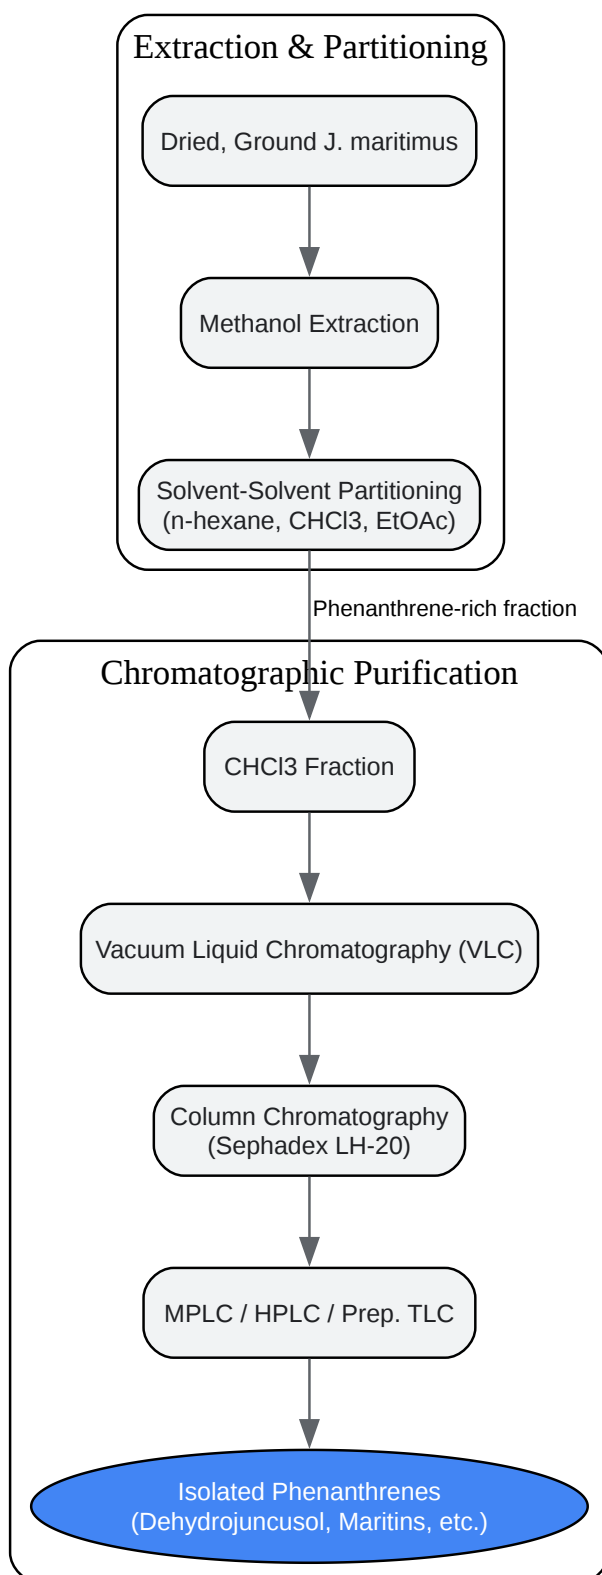 Extraction & Partitioning
Dried, Ground J. maritimus
Methanol Extraction
Solvent-Solvent Partitioning
(n-hexane, CHCl3, EtOAc)
Phenanthrene-rich fraction
Chromatographic Purification
CHCl3 Fraction
Vacuum Liquid Chromatography (VLC)
Column Chromatography
(Sephadex LH-20)
MPLC / HPLC / Prep. TLC
Isolated Phenanthrenes
(Dehydrojuncusol, Maritins, etc.)